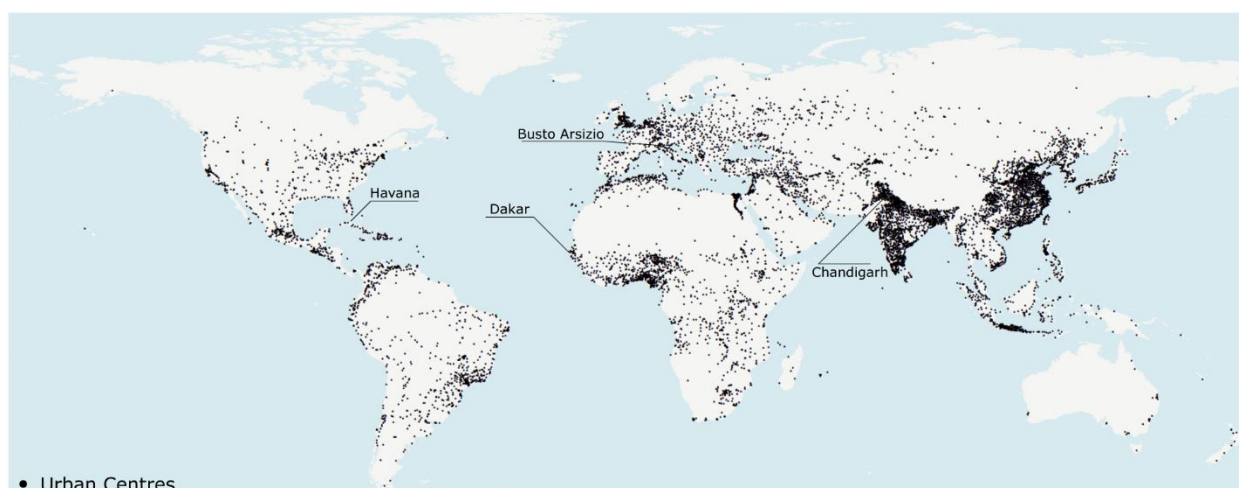 Busto Arsizio
Havana
Dakar
Chandigarh
• Urban Centres